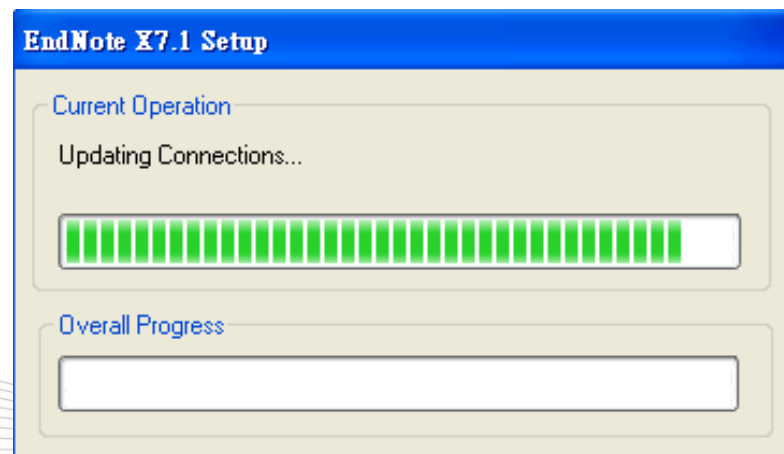 EndNote X7.1 Setup
Current Operation
Updating Connections...
Overall Progress